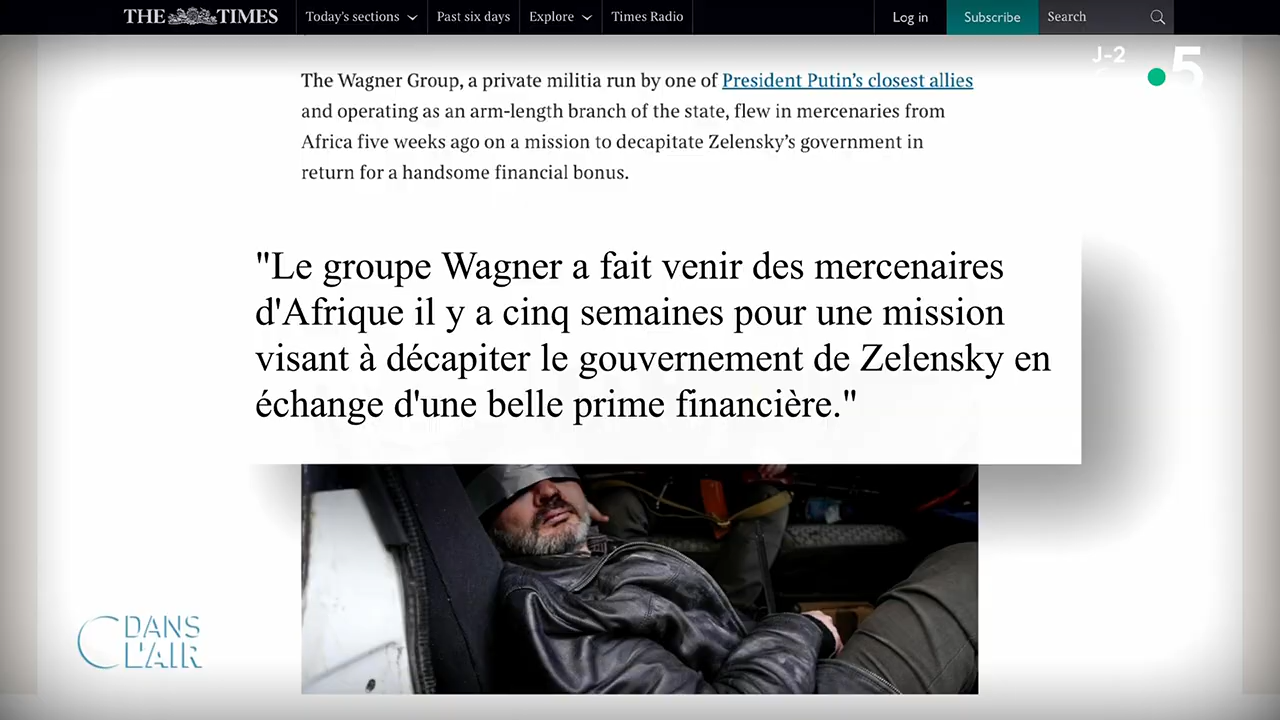 THE TIMES
Today's sections
Past six days
Explore
Times Radio
Log in
Subscribe
Search
J-2
5
The Wagner Group, a private militia run by one of President Putin's closest allies
and operating as an arm-length branch of the state, flew in mercenaries from
Africa five weeks ago on a mission to decapitate Zelensky's government in
return for a handsome financial bonus.
"Le groupe Wagner a fait venir des mercenaires
d'Afrique il y a cinq semaines pour une mission
visant à décapiter le gouvernement de Zelensky en
échange d'une belle prime financière."
C DANS
L'AIR